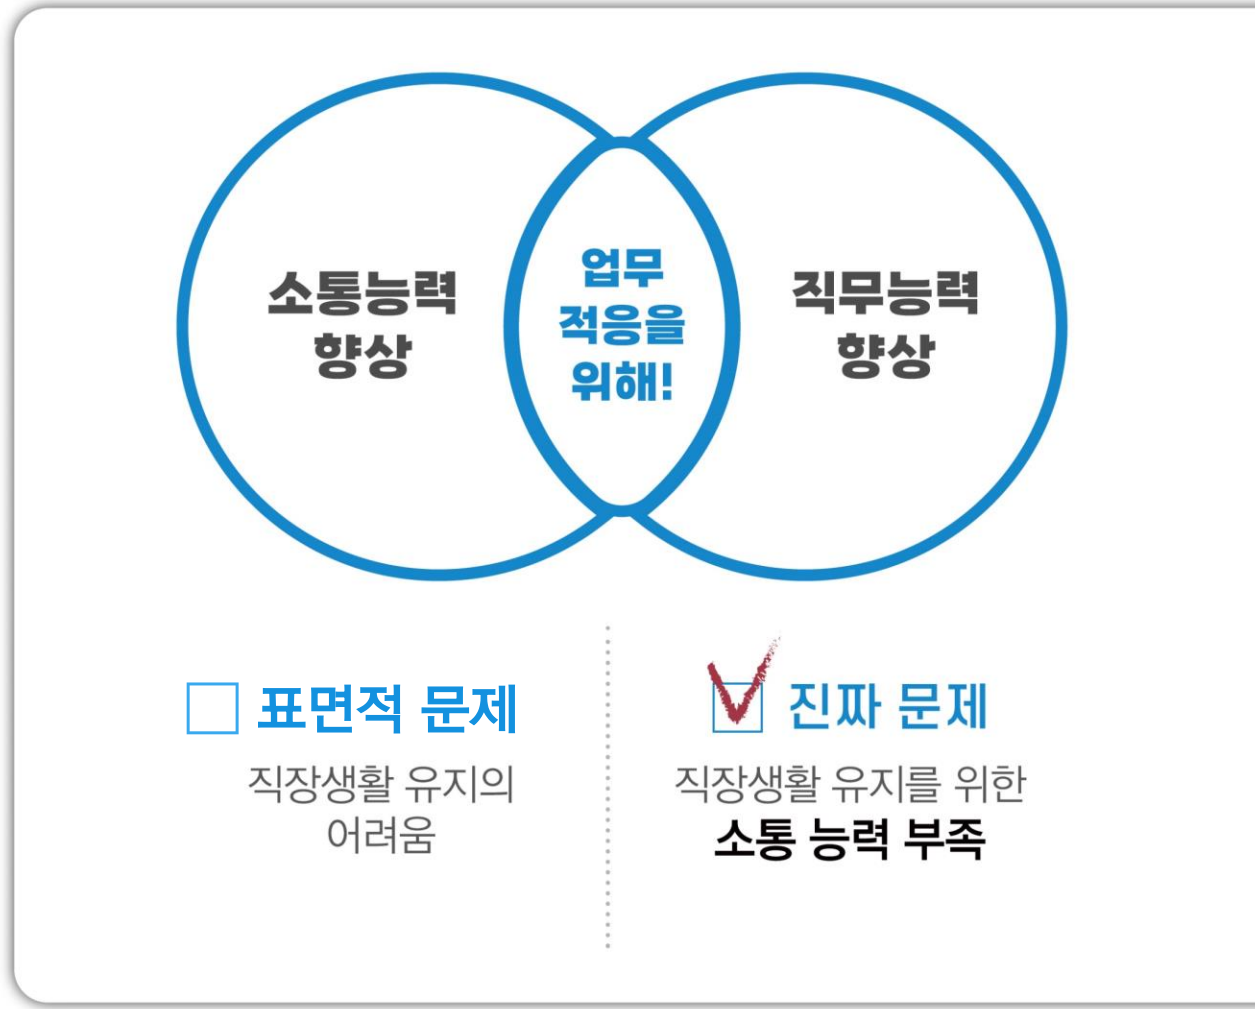 소통능력
향상
업무
적응을
위해!
직무능력
향상
표면적 문제
직장생활 유지의
어려움
진짜 문제
직장생활 유지를 위한
소통 능력 부족